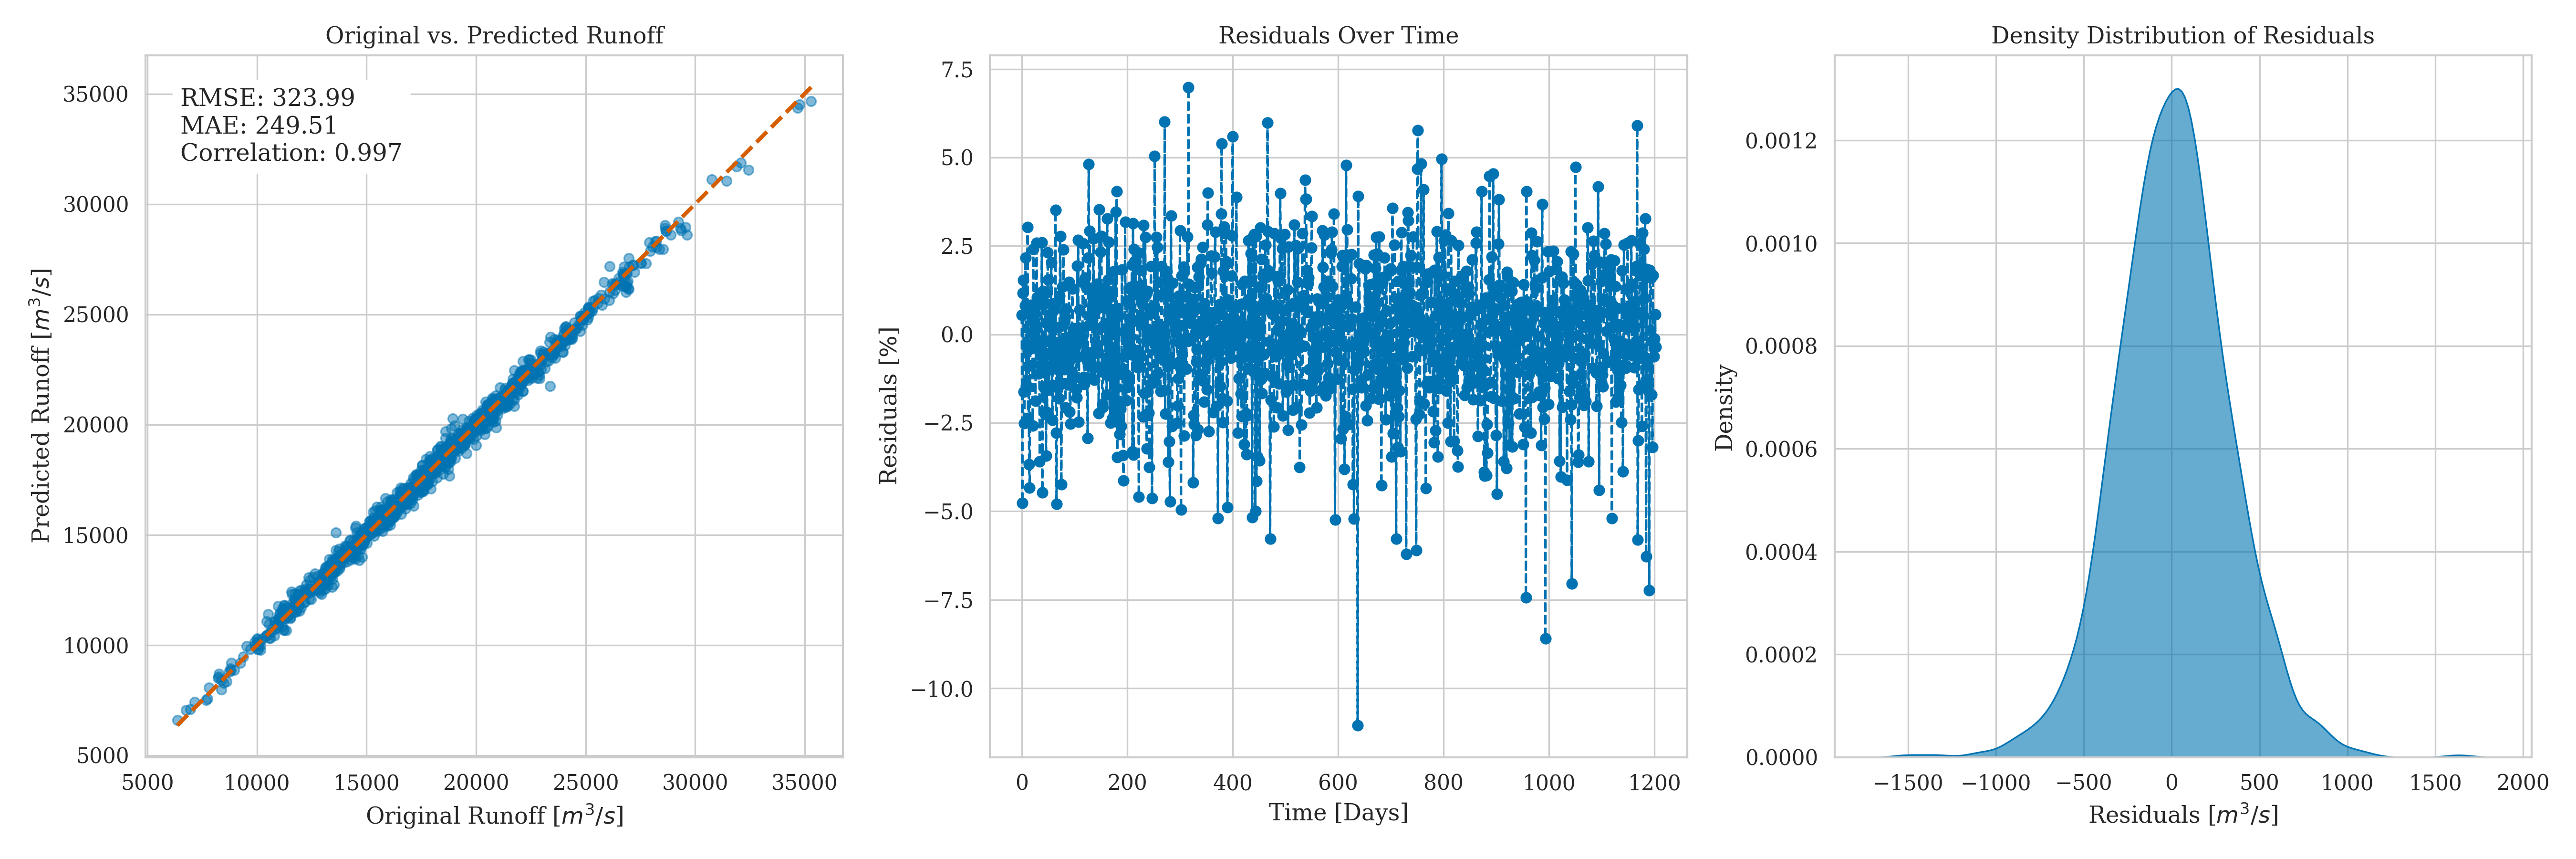 Original vs. Predicted Runoff
RMSE: 323.99
MAE: 249.51
Correlation: 0.997
35000
30000
25000
20000
15000
10000
5000
Predicted Runoff [m³/s]
5000 10000 15000 20000 25000 30000 35000
Original Runoff [m³/s]
Residuals Over Time
7.5
5.0
2.5
0.0
−2.5
−5.0
−7.5
−10.0
Residuals [%]
0 200 400 600 800 1000 1200
Time [Days]
Density Distribution of Residuals
0.0012
0.0010
0.0008
0.0006
0.0004
0.0002
0.0000
Density
−1500 −1000 −500 0 500 1000 1500 2000
Residuals [m³/s]